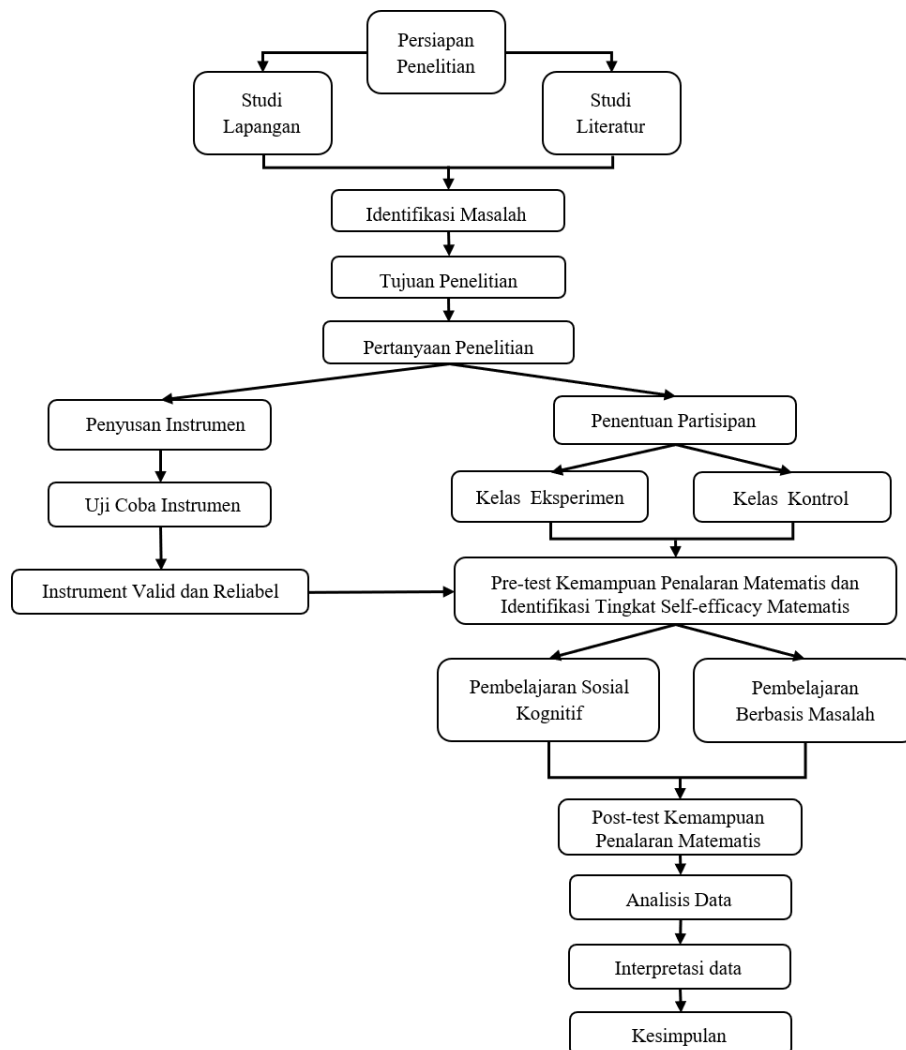 Persiapan
Penelitian
Studi
Lapangan
Studi
Literatur
Identifikasi Masalah
Tujuan Penelitian
Pertanyaan Penelitian
Penyusan Instrumen
Penentuan Partisipan
Uji Coba Instrumen
Kelas Eksperimen
Kelas Kontrol
Instrument Valid dan Reliabel
Pre-test Kemampuan Penalaran Matematis dan
Identifikasi Tingkat Self-efficacy Matematis
Pembelajaran Sosial
Kognitif
Pembelajaran
Berbasis Masalah
Post-test Kemampuan
Penalaran Matematis
Analisis Data
Interpretasi data
Kesimpulan